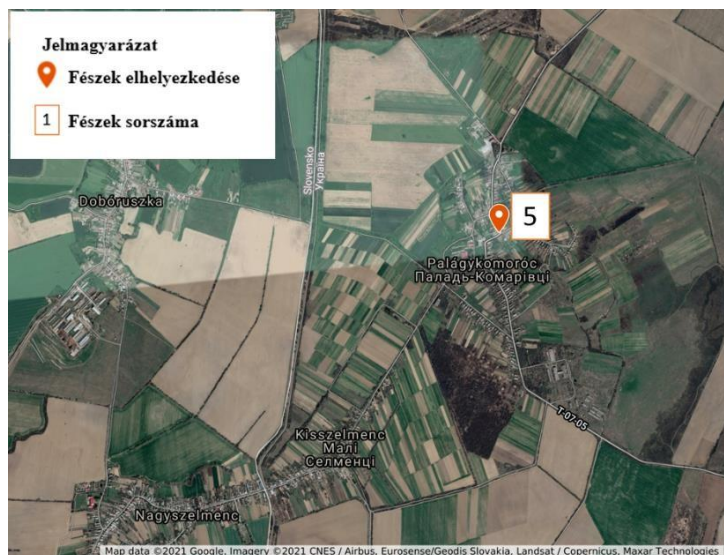 Jelmagyarázat
Fészek elhelyezkedése
1
Fészek sorszáma
Slovensko
Україна
Dobóruszka
5
Palágykomoróc
Паладь-Комарівці
T-07-05
Kisszelmenc
Малі
Селменці
Nagyszelmenc
Map data ©2021 Google, Imagery ©2021 CNES / Airbus, Eurosense/Geodis Slovakia, Landsat / Copernicus, Maxar Technologies